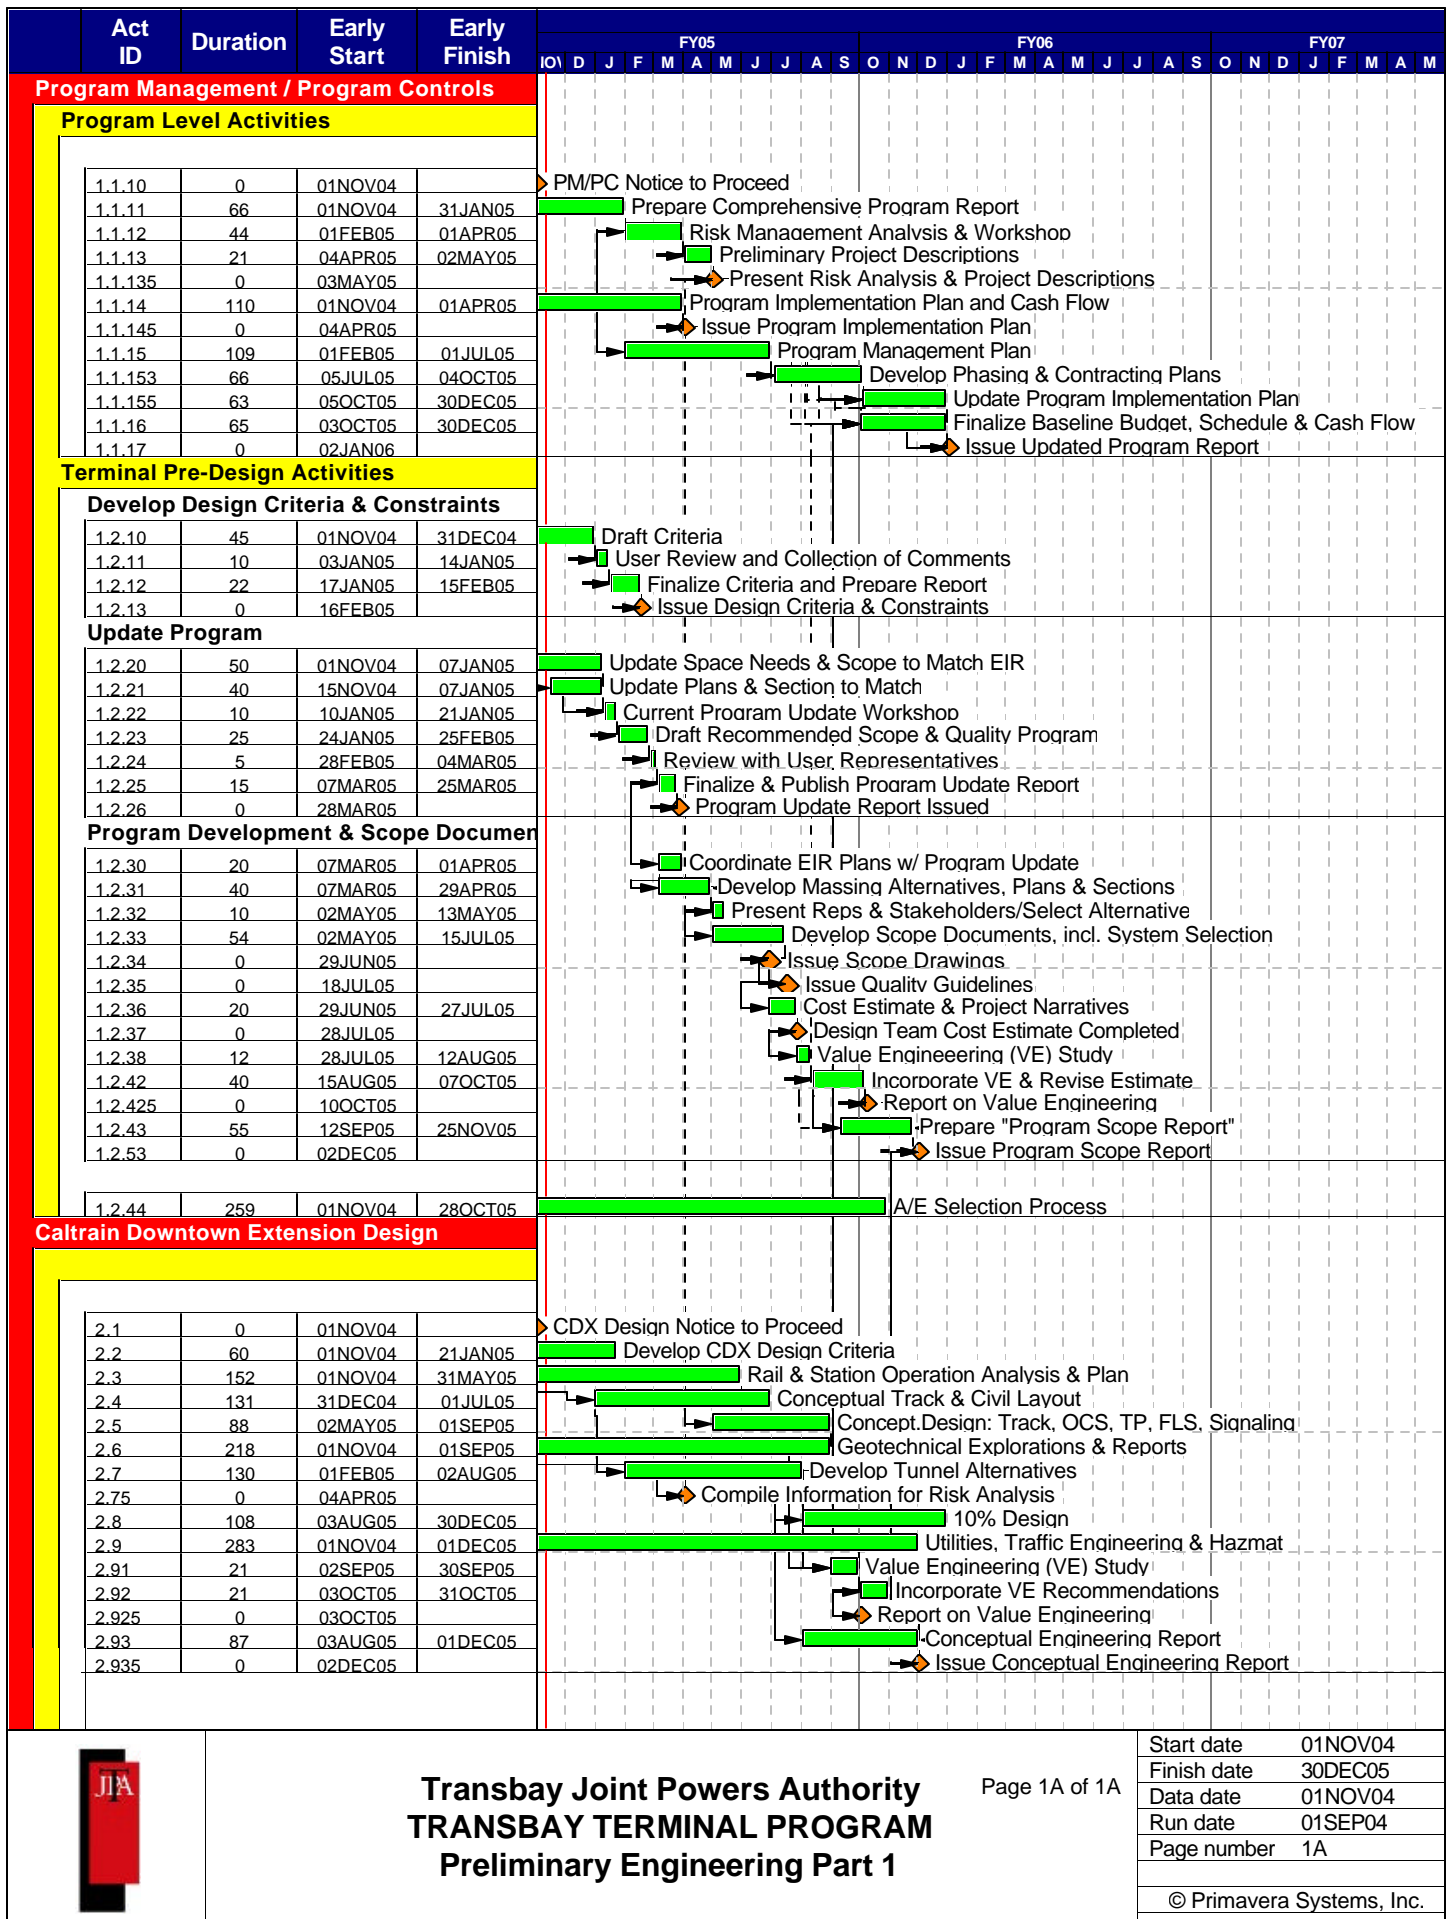 Act ID Duration Early Start Early Finish
FY05 FY06 FY07
NOV D J F M A M J J A S O N D J F M A M J J A S O N D J F M A M
Program Management / Program Controls
Program Level Activities
1.1.10 0 01NOV04 PM/PC Notice to Proceed
1.1.11 66 01NOV04 31JAN05 Prepare Comprehensive Program Report
1.1.12 44 01FEB05 01APR05 Risk Management Analysis & Workshop
1.1.13 21 04APR05 02MAY05 Preliminary Project Descriptions
1.1.135 0 03MAY05 Present Risk Analysis & Project Descriptions
1.1.14 110 01NOV04 01APR05 Program Implementation Plan and Cash Flow
1.1.145 0 04APR05 Issue Program Implementation Plan
1.1.15 109 01FEB05 01JUL05 Program Management Plan
1.1.153 66 05JUL05 04OCT05 Develop Phasing & Contracting Plans
1.1.155 63 05OCT05 30DEC05 Update Program Implementation Plan
1.1.16 65 03OCT05 30DEC05 Finalize Baseline Budget, Schedule & Cash Flow
1.1.17 0 02JAN06 Issue Updated Program Report
Terminal Pre-Design Activities
Develop Design Criteria & Constraints
1.2.10 45 01NOV04 31DEC04 Draft Criteria
1.2.11 10 03JAN05 14JAN05 User Review and Collection of Comments
1.2.12 22 17JAN05 15FEB05 Finalize Criteria and Prepare Report
1.2.13 0 16FEB05 Issue Design Criteria & Constraints
Update Program
1.2.20 50 01NOV04 07JAN05 Update Space Needs & Scope to Match EIR
1.2.21 40 15NOV04 07JAN05 Update Plans & Section to Match
1.2.22 10 10JAN05 21JAN05 Current Program Update Workshop
1.2.23 25 24JAN05 25FEB05 Draft Recommended Scope & Quality Program
1.2.24 5 28FEB05 04MAR05 Review with User Representatives
1.2.25 15 07MAR05 25MAR05 Finalize & Publish Program Update Report
1.2.26 0 28MAR05 Program Update Report Issued
Program Development & Scope Documen
1.2.30 20 07MAR05 01APR05 Coordinate EIR Plans w/ Program Update
1.2.31 40 07MAR05 29APR05 Develop Massing Alternatives, Plans & Sections
1.2.32 10 02MAY05 13MAY05 Present Reps & Stakeholders/Select Alternative
1.2.33 54 02MAY05 15JUL05 Develop Scope Documents, incl. System Selection
1.2.34 0 29JUN05 Issue Scope Drawings
1.2.35 0 18JUL05 Issue Quality Guidelines
1.2.36 20 29JUN05 27JUL05 Cost Estimate & Project Narratives
1.2.37 0 28JUL05 Design Team Cost Estimate Completed
1.2.38 12 28JUL05 12AUG05 Value Engineeering (VE) Study
1.2.42 40 15AUG05 07OCT05 Incorporate VE & Revise Estimate
1.2.425 0 10OCT05 Report on Value Engineering
1.2.43 55 12SEP05 25NOV05 Prepare "Program Scope Report"
1.2.53 0 02DEC05 Issue Program Scope Report
1.2.44 259 01NOV04 28OCT05 A/E Selection Process
Caltrain Downtown Extension Design
2.1 0 01NOV04 CDX Design Notice to Proceed
2.2 60 01NOV04 21JAN05 Develop CDX Design Criteria
2.3 152 01NOV04 31MAY05 Rail & Station Operation Analysis & Plan
2.4 131 31DEC04 01JUL05 Conceptual Track & Civil Layout
2.5 88 02MAY05 01SEP05 Concept.Design: Track, OCS, TP, FLS, Signaling
2.6 218 01NOV04 01SEP05 Geotechnical Explorations & Reports
2.7 130 01FEB05 02AUG05 Develop Tunnel Alternatives
2.75 0 04APR05 Compile Information for Risk Analysis
2.8 108 03AUG05 30DEC05 10% Design
2.9 283 01NOV04 01DEC05 Utilities, Traffic Engineering & Hazmat
2.91 21 02SEP05 30SEP05 Value Engineering (VE) Study
2.92 21 03OCT05 31OCT05 Incorporate VE Recommendations
2.925 0 03OCT05 Report on Value Engineering
2.93 87 03AUG05 01DEC05 Conceptual Engineering Report
2.935 0 02DEC05 Issue Conceptual Engineering Report
TJPA
Transbay Joint Powers Authority
TRANSBAY TERMINAL PROGRAM
Preliminary Engineering Part 1
Page 1A of 1A
Start date 01NOV04
Finish date 30DEC05
Data date 01NOV04
Run date 01SEP04
Page number 1A
© Primavera Systems, Inc.